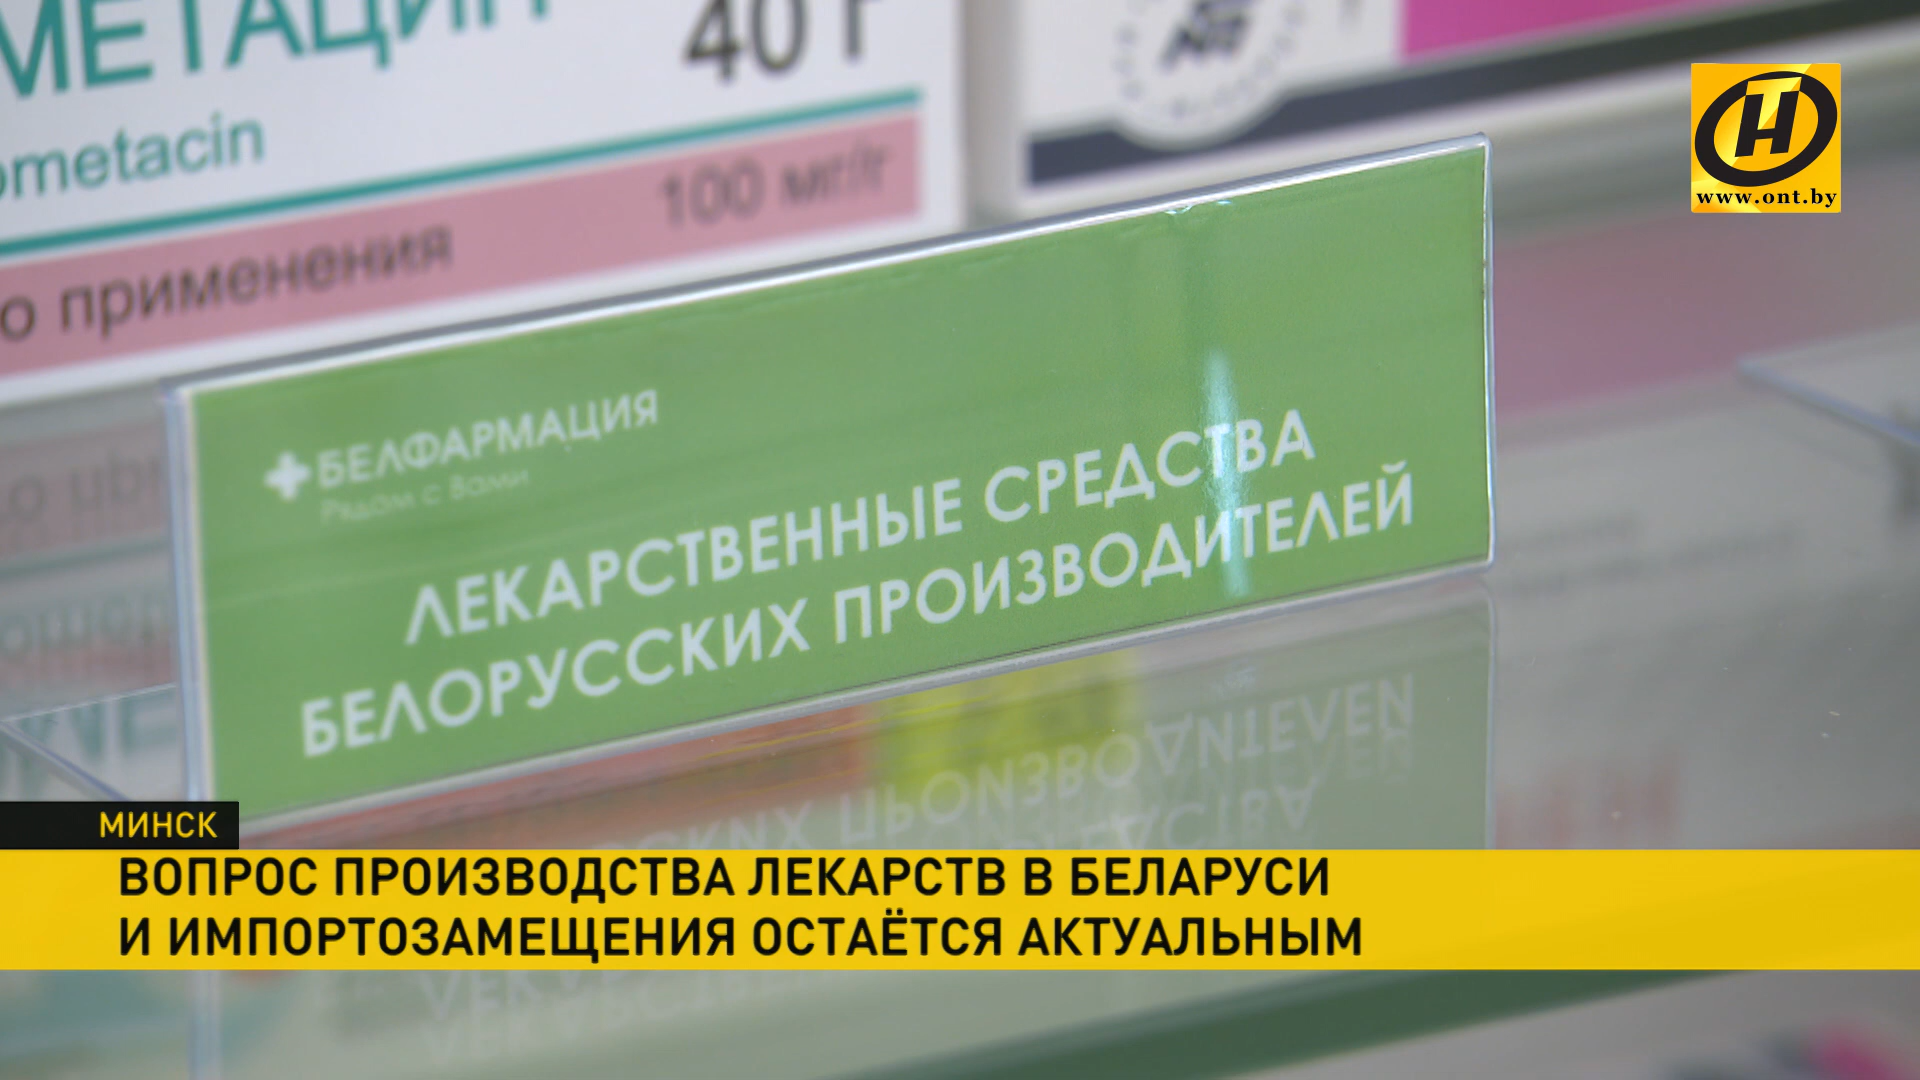 МЕТАЦИН
40 г
ometacin
100 мг/г
о применения
www.ont.by
БЕЛФАРМАЦИЯ
Рядом с Вами
ЛЕКАРСТВЕННЫЕ СРЕДСТВА
БЕЛОРУССКИХ ПРОИЗВОДИТЕЛЕЙ
МИНСК
ВОПРОС ПРОИЗВОДСТВА ЛЕКАРСТВ В БЕЛАРУСИ
И ИМПОРТОЗАМЕЩЕНИЯ ОСТАЁТСЯ АКТУАЛЬНЫМ